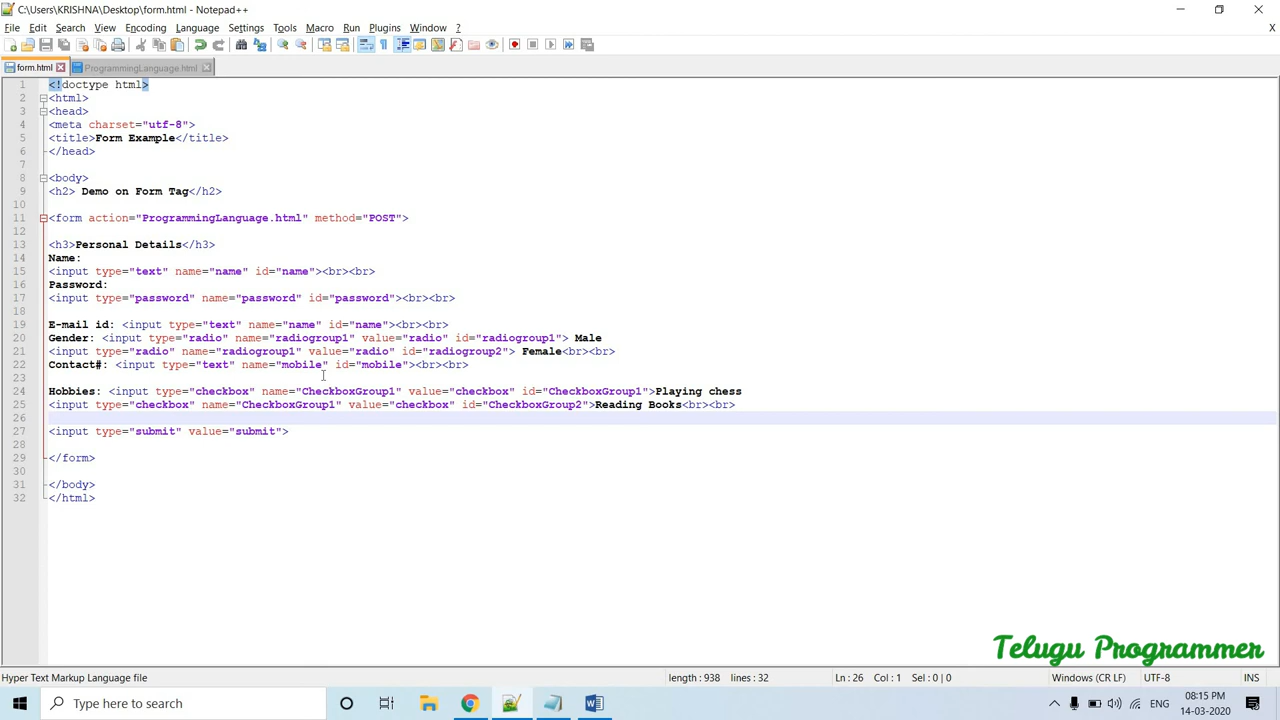 C:\Users\KRISHNA\Desktop\form.html - Notepad++
File Edit Search View Encoding Language Settings Tools Macro Run Plugins Window ? X
form.html ProgrammingLanguage.html
1 <!doctype html>
2 <html>
3 <head>
4 <meta charset="utf-8">
5 <title>Form Example</title>
6 </head>
7
8 <body>
9 <h2> Demo on Form Tag</h2>
10
11 <form action="ProgrammingLanguage.html" method="POST">
12
13 <h3>Personal Details</h3>
14 Name:
15 <input type="text" name="name" id="name"><br><br>
16 Password:
17 <input type="password" name="password" id="password"><br><br>
18
19 E-mail id: <input type="text" name="name" id="name"><br><br>
20 Gender: <input type="radio" name="radiogroup1" value="radio" id="radiogroup1"> Male
21 <input type="radio" name="radiogroup1" value="radio" id="radiogroup2"> Female<br><br>
22 Contact#: <input type="text" name="mobile" id="mobile"><br><br>
23
24 Hobbies: <input type="checkbox" name="CheckboxGroup1" value="checkbox" id="CheckboxGroup1">Playing chess
25 <input type="checkbox" name="CheckboxGroup1" value="checkbox" id="CheckboxGroup2">Reading Books<br><br>
26
27 <input type="submit" value="submit">
28
29 </form>
30
31 </body>
32 </html>
Telugu Programmer
Hyper Text Markup Language file length : 938 lines : 32 Ln : 26 Col : 1 Sel : 0 | 0 Windows (CR LF) UTF-8 INS
Type here to search ENG 08:15 PM
14-03-2020